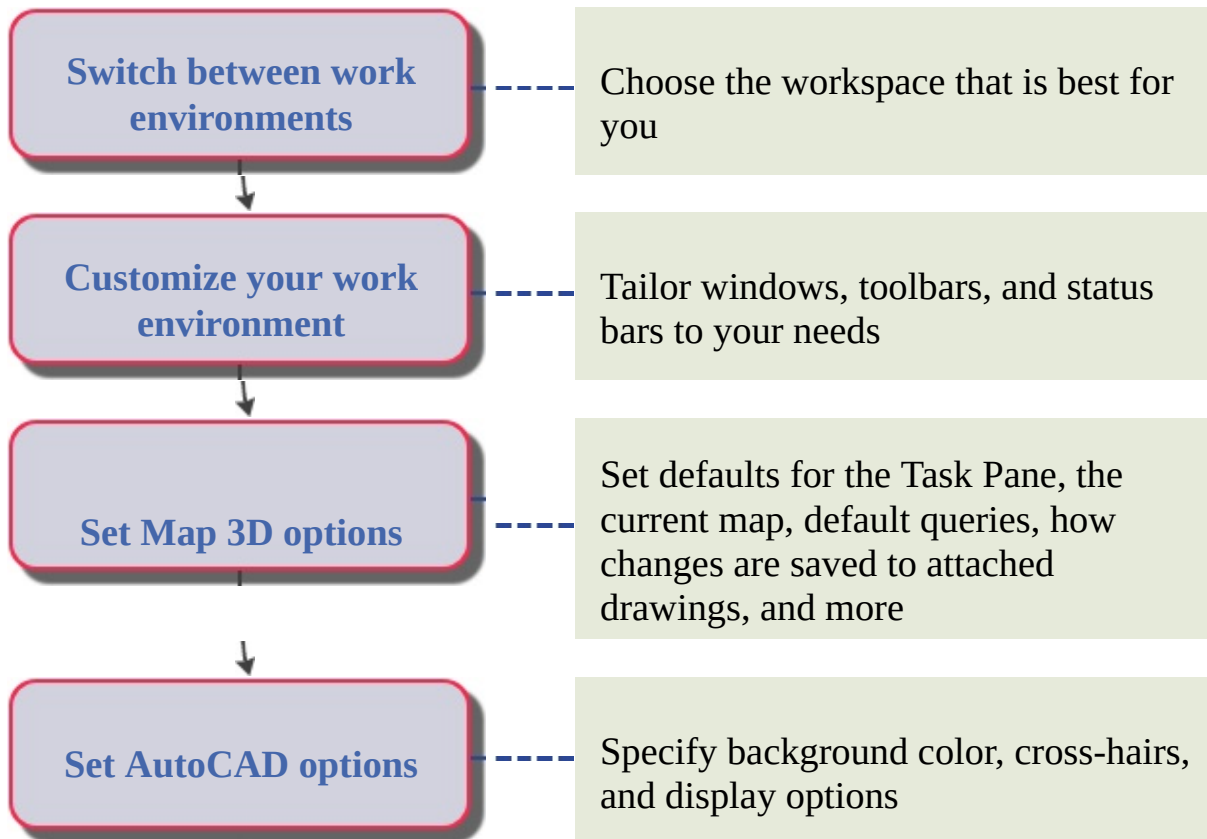 Switch between work
environments
Choose the workspace that is best for
you
Customize your work
environment
Tailor windows, toolbars, and status
bars to your needs
Set Map 3D options
Set defaults for the Task Pane, the
current map, default queries, how
changes are saved to attached
drawings, and more
Set AutoCAD options
Specify background color, cross-hairs,
and display options